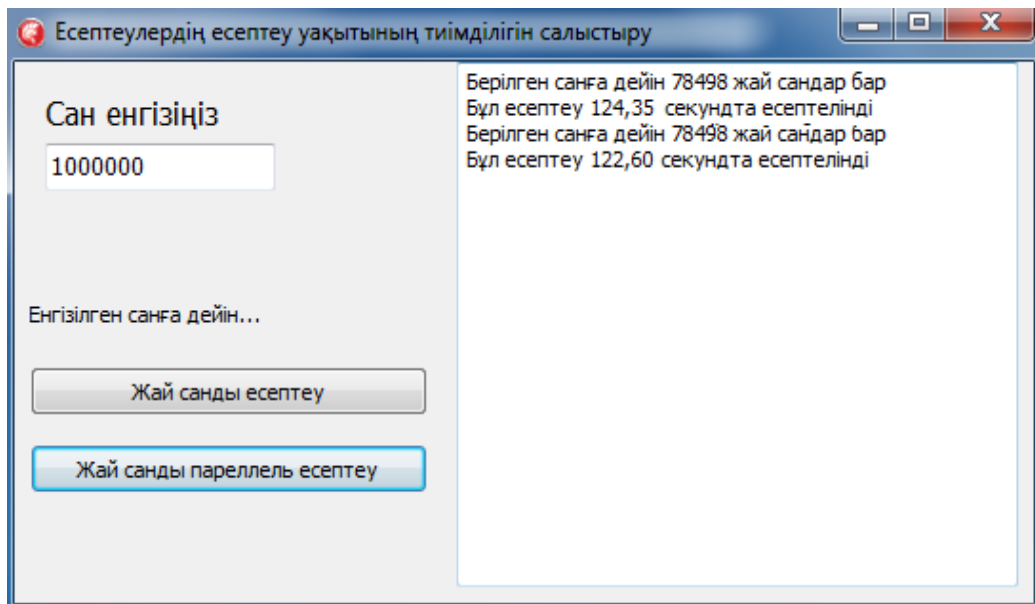 Есептеулердің есептеу уақытының тиімділігін салыстыру
Сан енгізіңіз
1000000
Енгізілген санға дейін...
Жай санды есептеу
Жай санды пареллель есептеу
Берілген санға дейін 78498 жай сандар бар
Бұл есептеу 124,35 секундта есептелінді
Берілген санға дейін 78498 жай сандар бар
Бұл есептеу 122,60 секундта есептелінді